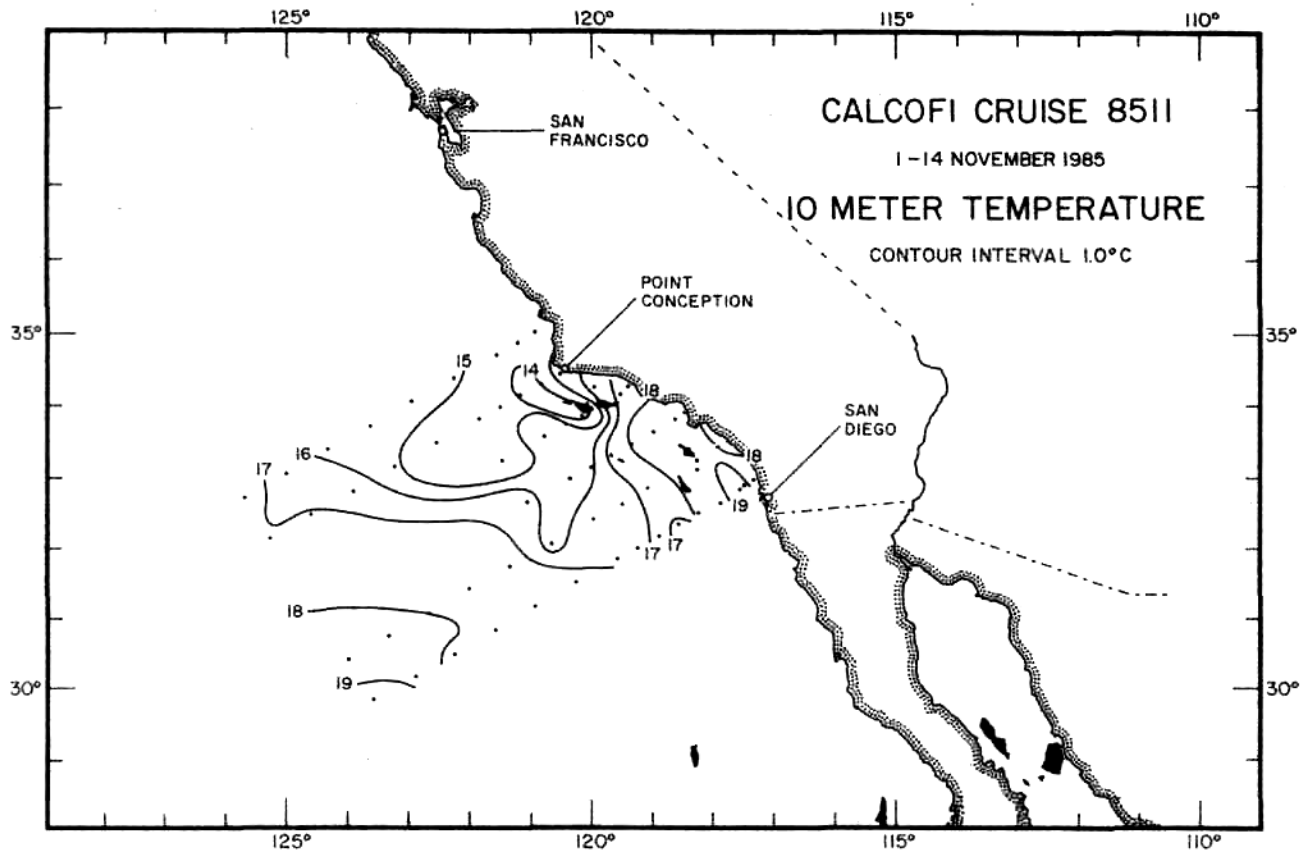 125°
120°
115°
110°
CALCOFI CRUISE 8511
1-14 NOVEMBER 1985
10 METER TEMPERATURE
CONTOUR INTERVAL 1.0°C
SAN
FRANCISCO
POINT
CONCEPTION
35°
35°
15
14
18
SAN
DIEGO
16
17
18
19
17
17
18
19
30°
30°
125°
120°
115°
110°